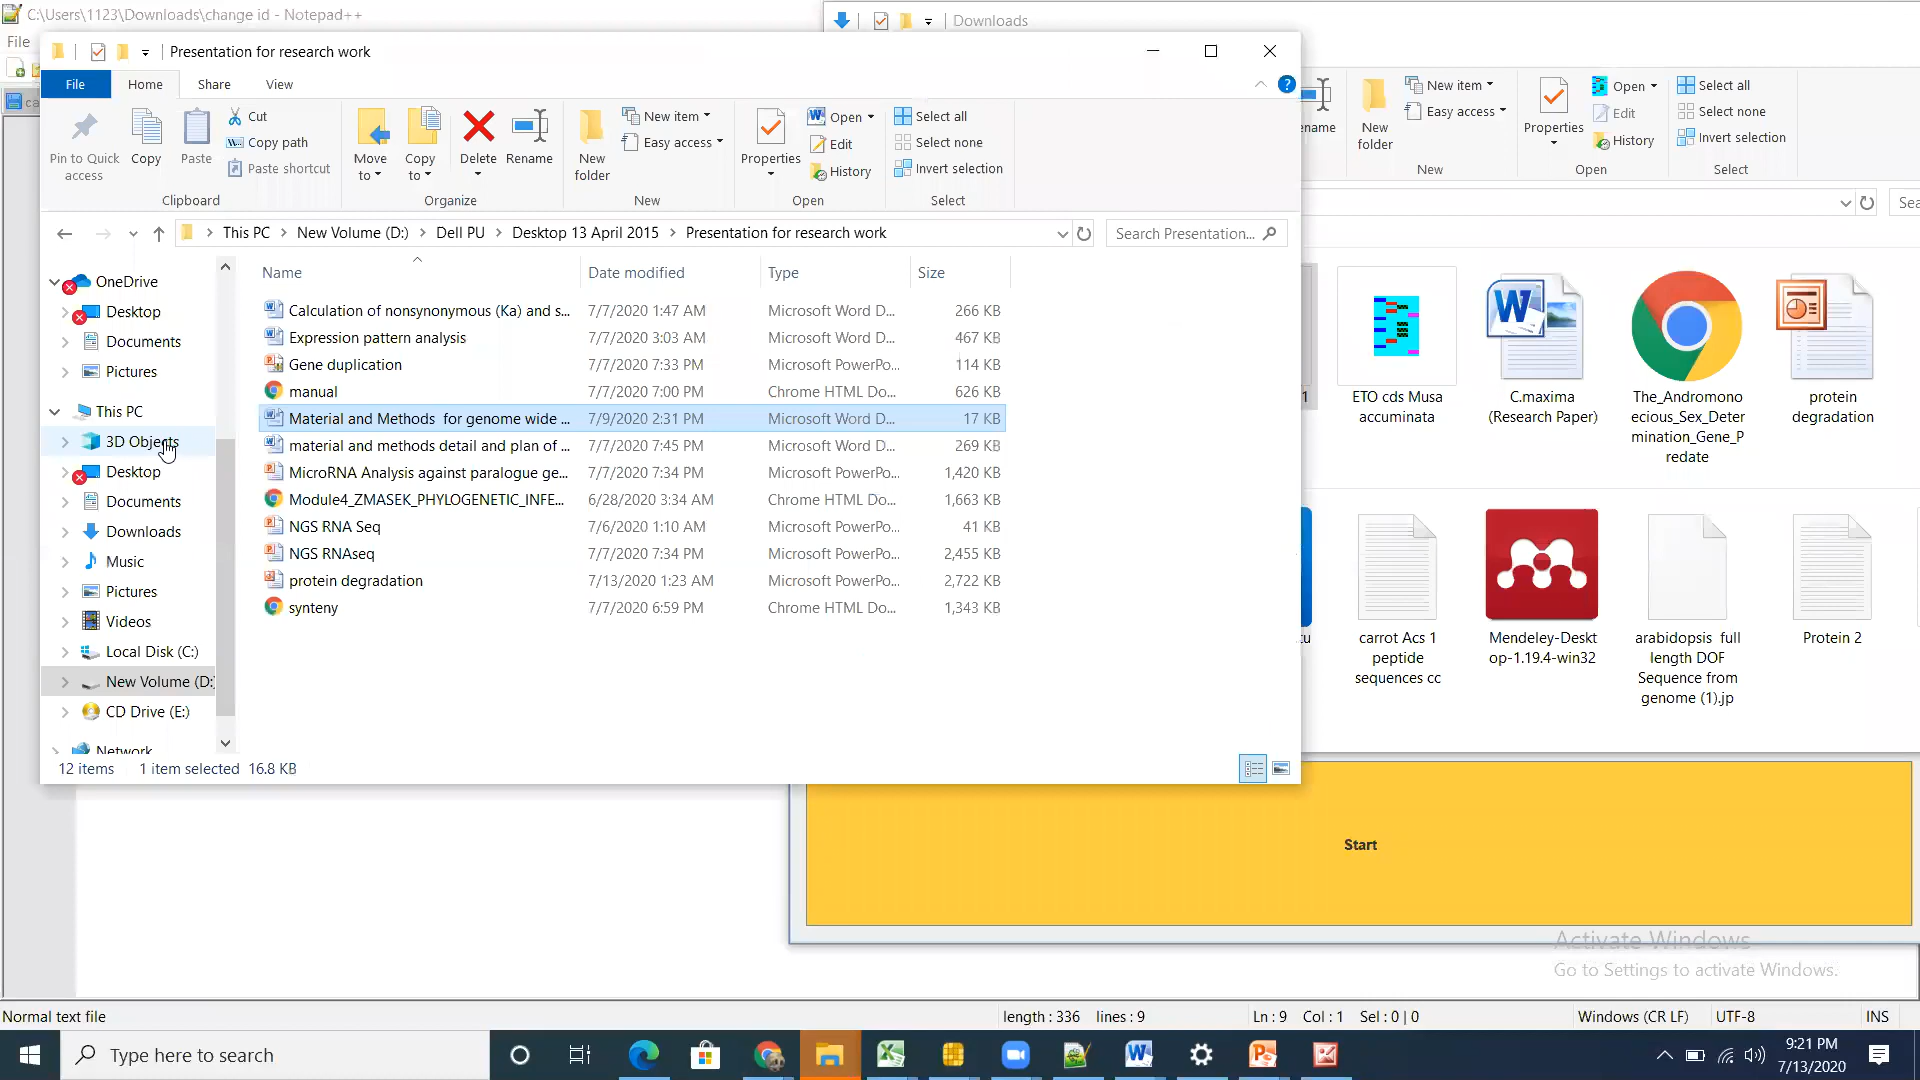 C:\Users\1123\Downloads\change id - Notepad++
File
Downloads
Presentation for research work
File Home Share View
Pin to Quick access
Copy
Paste
Cut
Copy path
Paste shortcut
Clipboard
Move to
Copy to
Delete
Rename
Organize
New folder
New item
Easy access
New
Properties
Open
Edit
History
Open
Select all
Select none
Invert selection
Select
New folder
New item
Easy access
New
Properties
Open
Edit
History
Open
Select all
Select none
Invert selection
Select
This PC > New Volume (D:) > Dell PU > Desktop 13 April 2015 > Presentation for research work
Search Presentation...
OneDrive
Desktop
Documents
Pictures
This PC
3D Objects
Desktop
Documents
Downloads
Music
Pictures
Videos
Local Disk (C:)
New Volume (D:)
CD Drive (E:)
Network
Name Date modified Type Size
Calculation of nonsynonymous (Ka) and s... 7/7/2020 1:47 AM Microsoft Word D... 266 KB
Expression pattern analysis 7/7/2020 3:03 AM Microsoft Word D... 467 KB
Gene duplication 7/7/2020 7:33 PM Microsoft PowerPo... 114 KB
manual 7/7/2020 7:00 PM Chrome HTML Do... 626 KB
Material and Methods for genome wide ... 7/9/2020 2:31 PM Microsoft Word D... 17 KB
material and methods detail and plan of ... 7/7/2020 7:45 PM Microsoft Word D... 269 KB
MicroRNA Analysis against paralogue ge... 7/7/2020 7:34 PM Microsoft PowerPo... 1,420 KB
Module4_ZMASEK_PHYLOGENETIC_INFE... 6/28/2020 3:34 AM Chrome HTML Do... 1,663 KB
NGS RNA Seq 7/6/2020 1:10 AM Microsoft PowerPo... 41 KB
NGS RNAseq 7/7/2020 7:34 PM Microsoft PowerPo... 2,455 KB
protein degradation 7/13/2020 1:23 AM Microsoft PowerPo... 2,722 KB
synteny 7/7/2020 6:59 PM Chrome HTML Do... 1,343 KB
12 items 1 item selected 16.8 KB
ETO cds Musa
accuminata
C.maxima
(Research Paper)
The_Andromono
ecious_Sex_Deter
mination_Gene_P
redate
protein
degradation
carrot Acs 1
peptide
sequences cc
Mendeley-Deskt
op-1.19.4-win32
arabidopsis full
length DOF
Sequence from
genome (1).jp
Protein 2
Start
Activate Windows
Go to Settings to activate Windows.
Normal text file length : 336 lines : 9 Ln : 9 Col : 1 Sel : 0 | 0 Windows (CR LF) UTF-8 INS
Type here to search
9:21 PM
7/13/2020